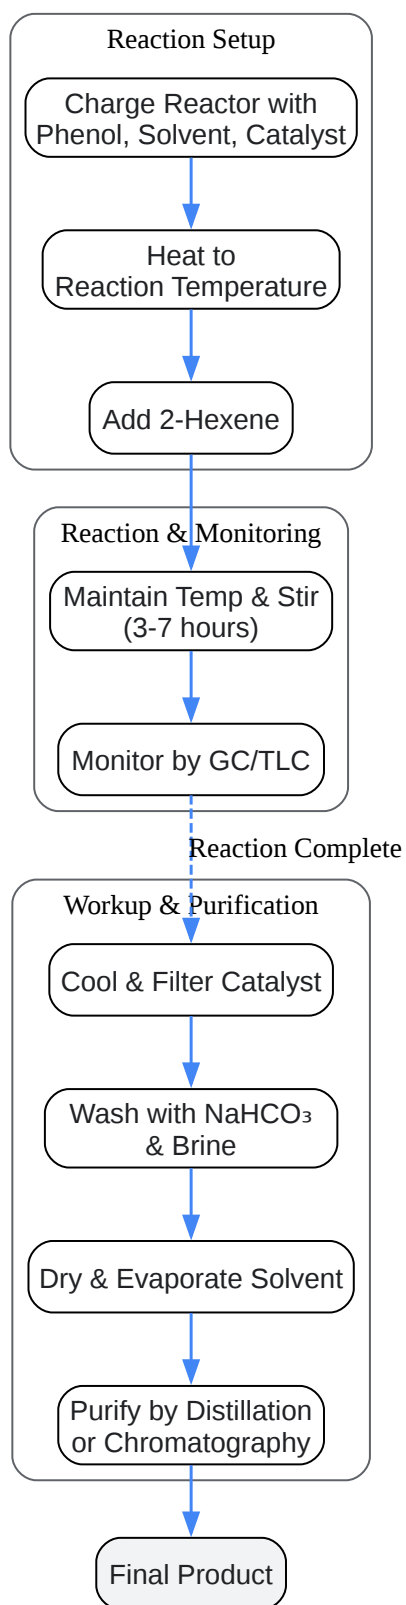 Reaction Setup
Charge Reactor with
Phenol, Solvent, Catalyst
Heat to
Reaction Temperature
Add 2-Hexene
Reaction & Monitoring
Maintain Temp & Stir
(3-7 hours)
Monitor by GC/TLC
Reaction Complete
Workup & Purification
Cool & Filter Catalyst
Wash with NaHCO₃
& Brine
Dry & Evaporate Solvent
Purify by Distillation
or Chromatography
Final Product